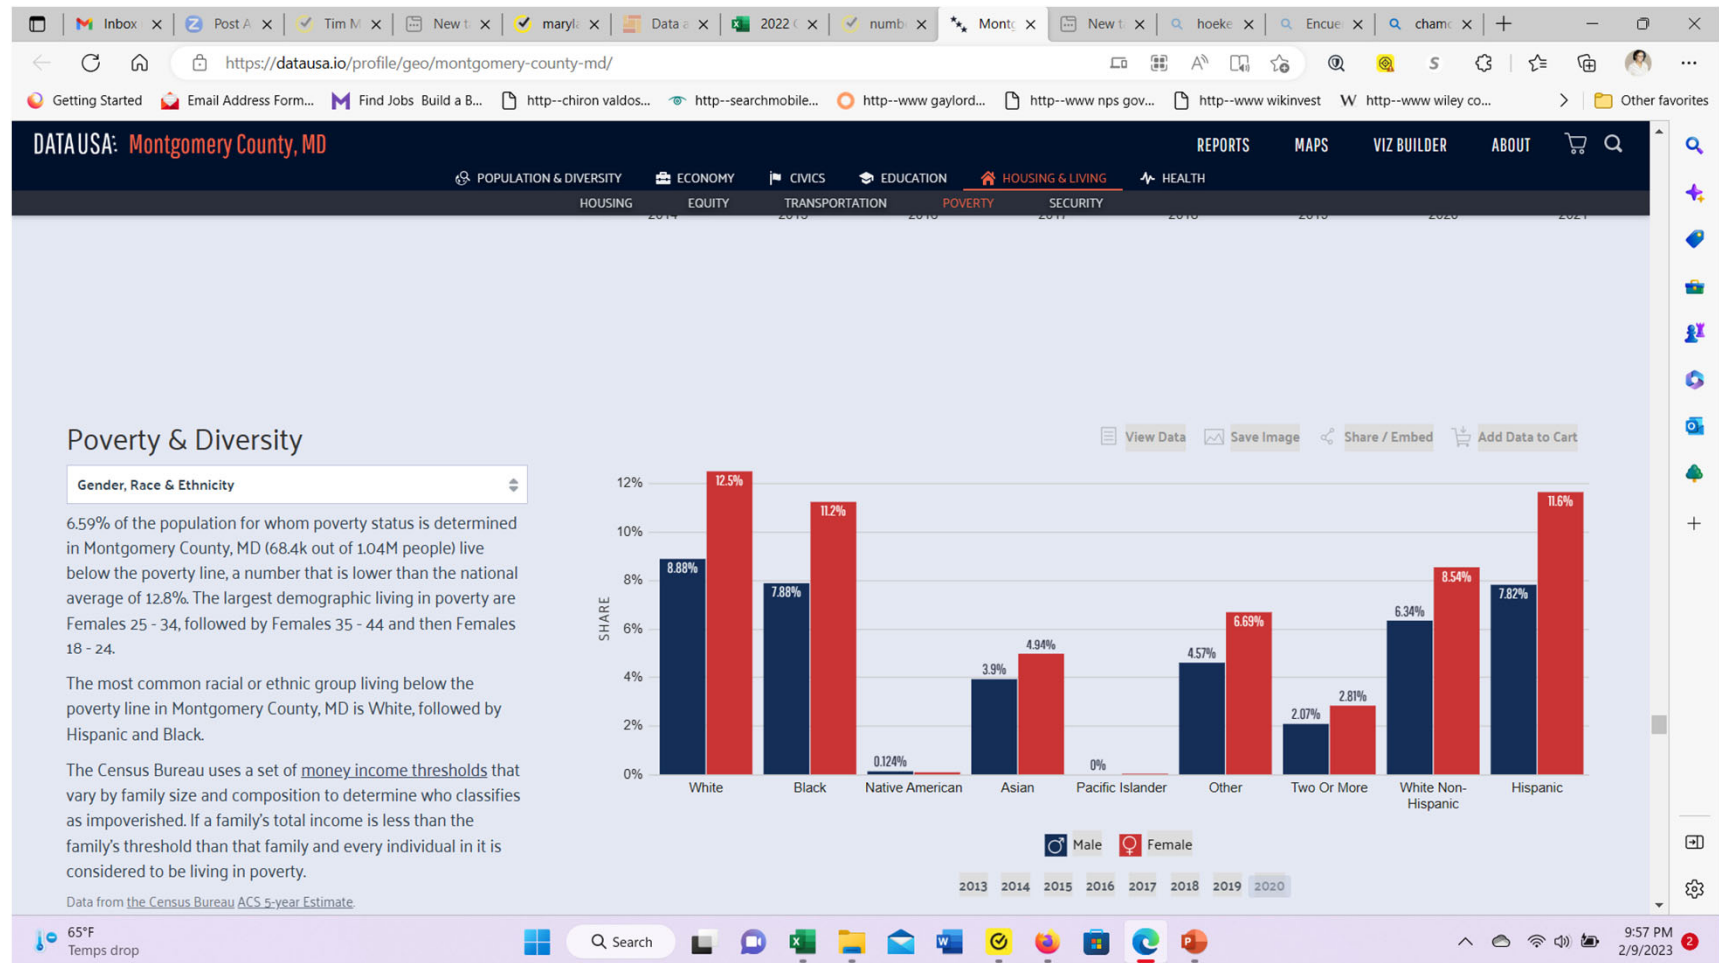 Inbox
Post A
Tim M
New t
maryla
Data a
2022
numb
Mont
New t
hoeke
Encue
cham
https://datausa.io/profile/geo/montgomery-county-md/
Getting Started
Email Address Form...
Find Jobs Build a B...
http--chiron valdos...
http--searchmobile...
http--www gaylord...
http--www nps gov...
http--www wikinvest
W http--www wiley co...
Other favorites
DATA USA: Montgomery County, MD
REPORTS MAPS VIZ BUILDER ABOUT
POPULATION & DIVERSITY ECONOMY CIVICS EDUCATION HOUSING & LIVING HEALTH
HOUSING EQUITY TRANSPORTATION POVERTY SECURITY
2014 2015 2016 2017 2018 2019 2020 2021
Poverty & Diversity
View Data Save Image Share / Embed Add Data to Cart
Gender, Race & Ethnicity
6.59% of the population for whom poverty status is determined
in Montgomery County, MD (68.4k out of 1.04M people) live
below the poverty line, a number that is lower than the national
average of 12.8%. The largest demographic living in poverty are
Females 25 - 34, followed by Females 35 - 44 and then Females
18 - 24.
The most common racial or ethnic group living below the
poverty line in Montgomery County, MD is White, followed by
Hispanic and Black.
The Census Bureau uses a set of money income thresholds that
vary by family size and composition to determine who classifies
as impoverished. If a family's total income is less than the
family's threshold than that family and every individual in it is
considered to be living in poverty.
Data from the Census Bureau ACS 5-year Estimate.
SHARE
12%
10%
8%
6%
4%
2%
0%
8.88% 12.5%
7.88% 11.2%
0.124%
3.9% 4.94%
0%
4.57% 6.69%
2.07% 2.81%
6.34% 8.54%
7.82% 11.6%
White Black Native American Asian Pacific Islander Other Two Or More White Non-
Hispanic
Hispanic
Male Female
2013 2014 2015 2016 2017 2018 2019 2020
65°F
Temps drop
Search
9:57 PM
2/9/2023
2